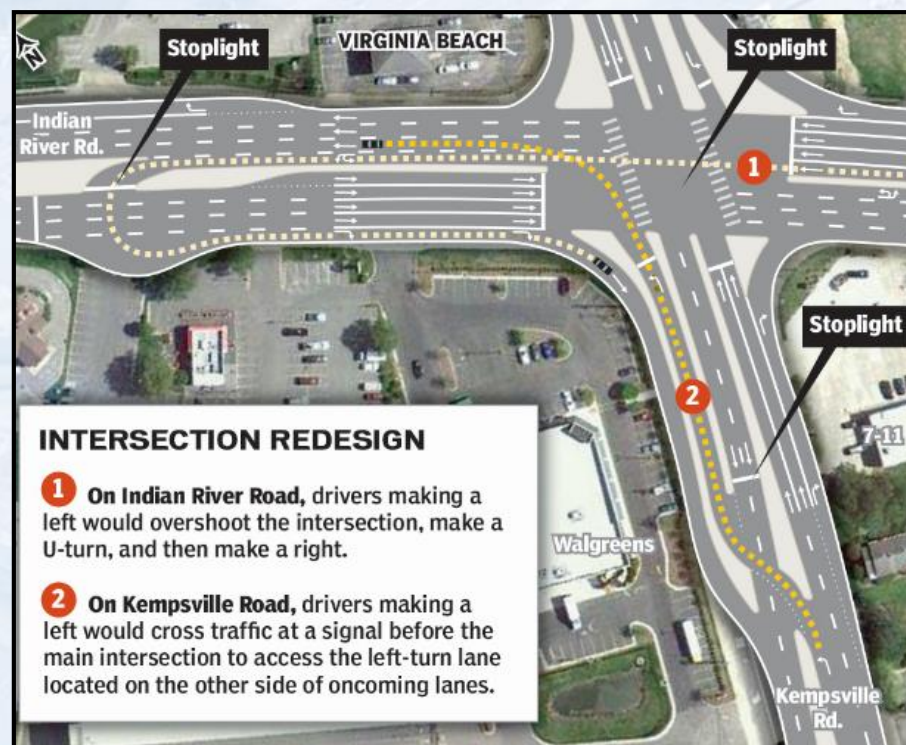 Stoplight
VIRGINIA BEACH
Stoplight
N
Indian
River Rd.
1
Stoplight
2
7-11
INTERSECTION REDESIGN
1 On Indian River Road, drivers making a
left would overshoot the intersection, make a
U-turn, and then make a right.
Walgreens
2 On Kempsville Road, drivers making a
left would cross traffic at a signal before the
main intersection to access the left-turn lane
located on the other side of oncoming lanes.
Kempsville
Rd.